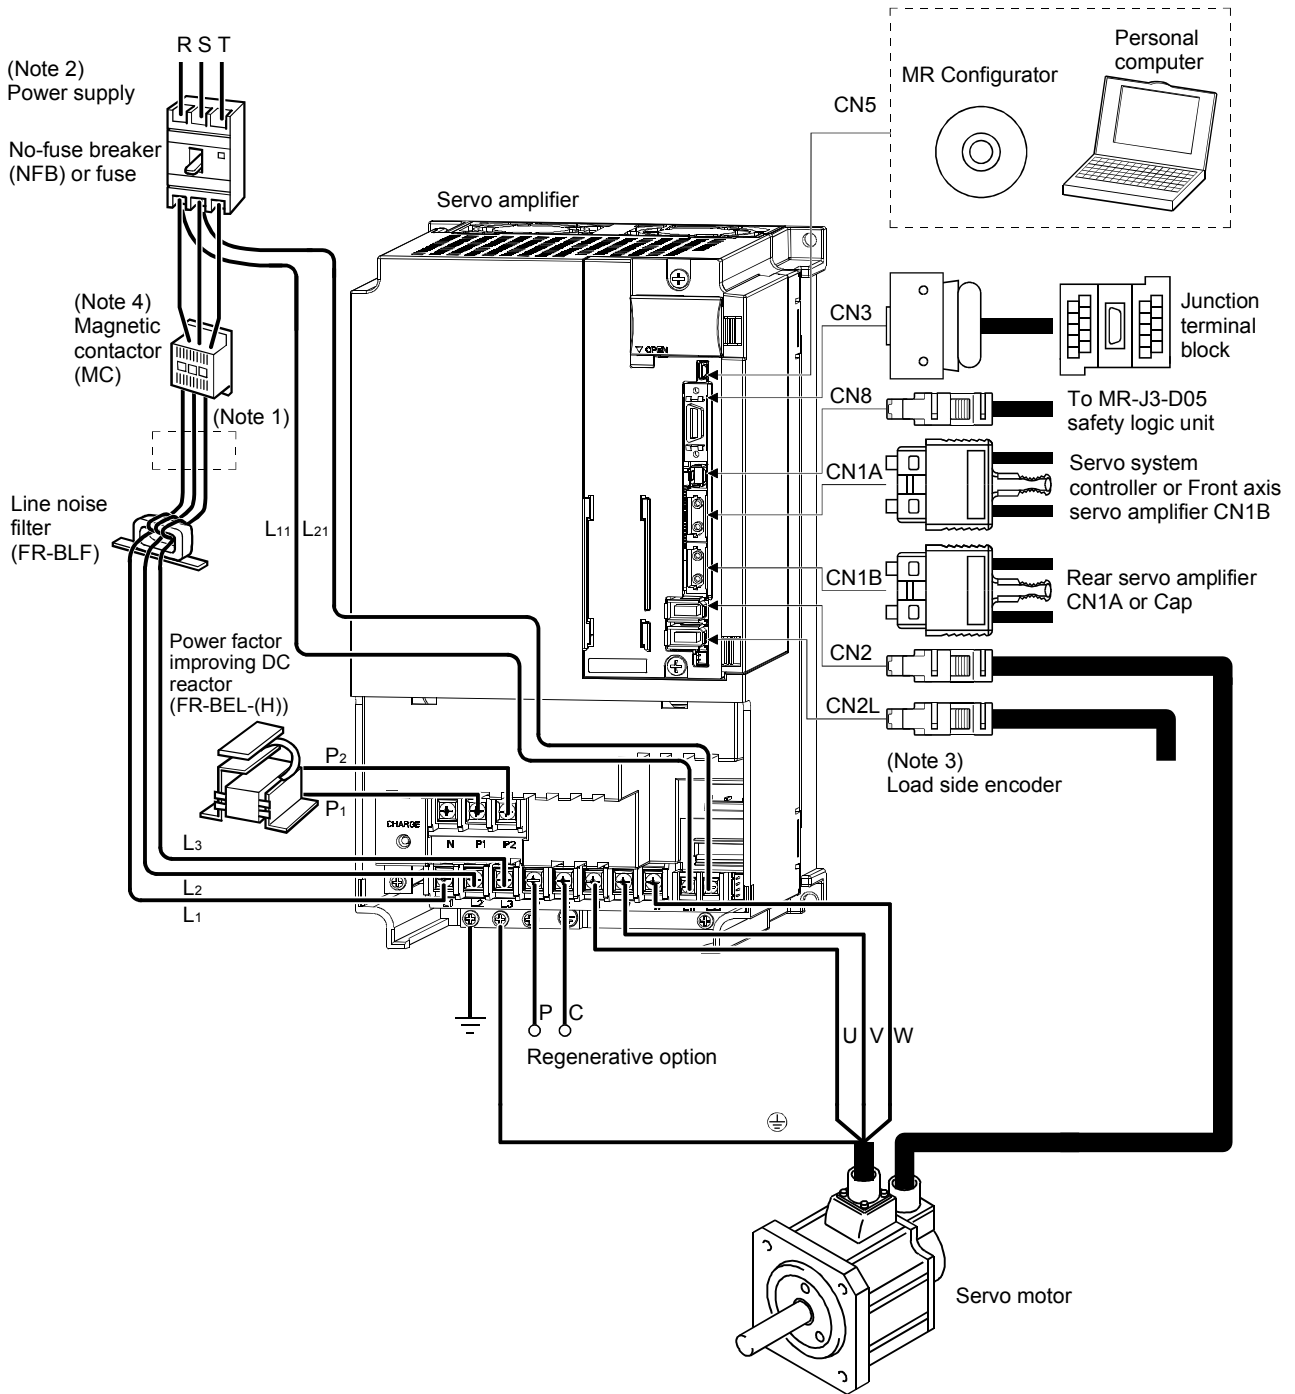 R S T
(Note 2)
Power supply
No-fuse breaker
(NFB) or fuse
(Note 4)
Magnetic
contactor
(MC)
(Note 1)
Line noise
filter
(FR-BLF)
L11
L21
Power factor
improving DC
reactor
(FR-BEL-(H))
P2
P1
L3
L2
L1
Servo amplifier
OPEN
CHARGE
N P1 P2
L1 L2 L3
P C
Regenerative option
U V W
CN5
MR Configurator
Personal
computer
CN3
Junction
terminal
block
CN8
To MR-J3-D05
safety logic unit
CN1A
Servo system
controller or Front axis
servo amplifier CN1B
CN1B
Rear servo amplifier
CN1A or Cap
CN2
CN2L
(Note 3)
Load side encoder
Servo motor